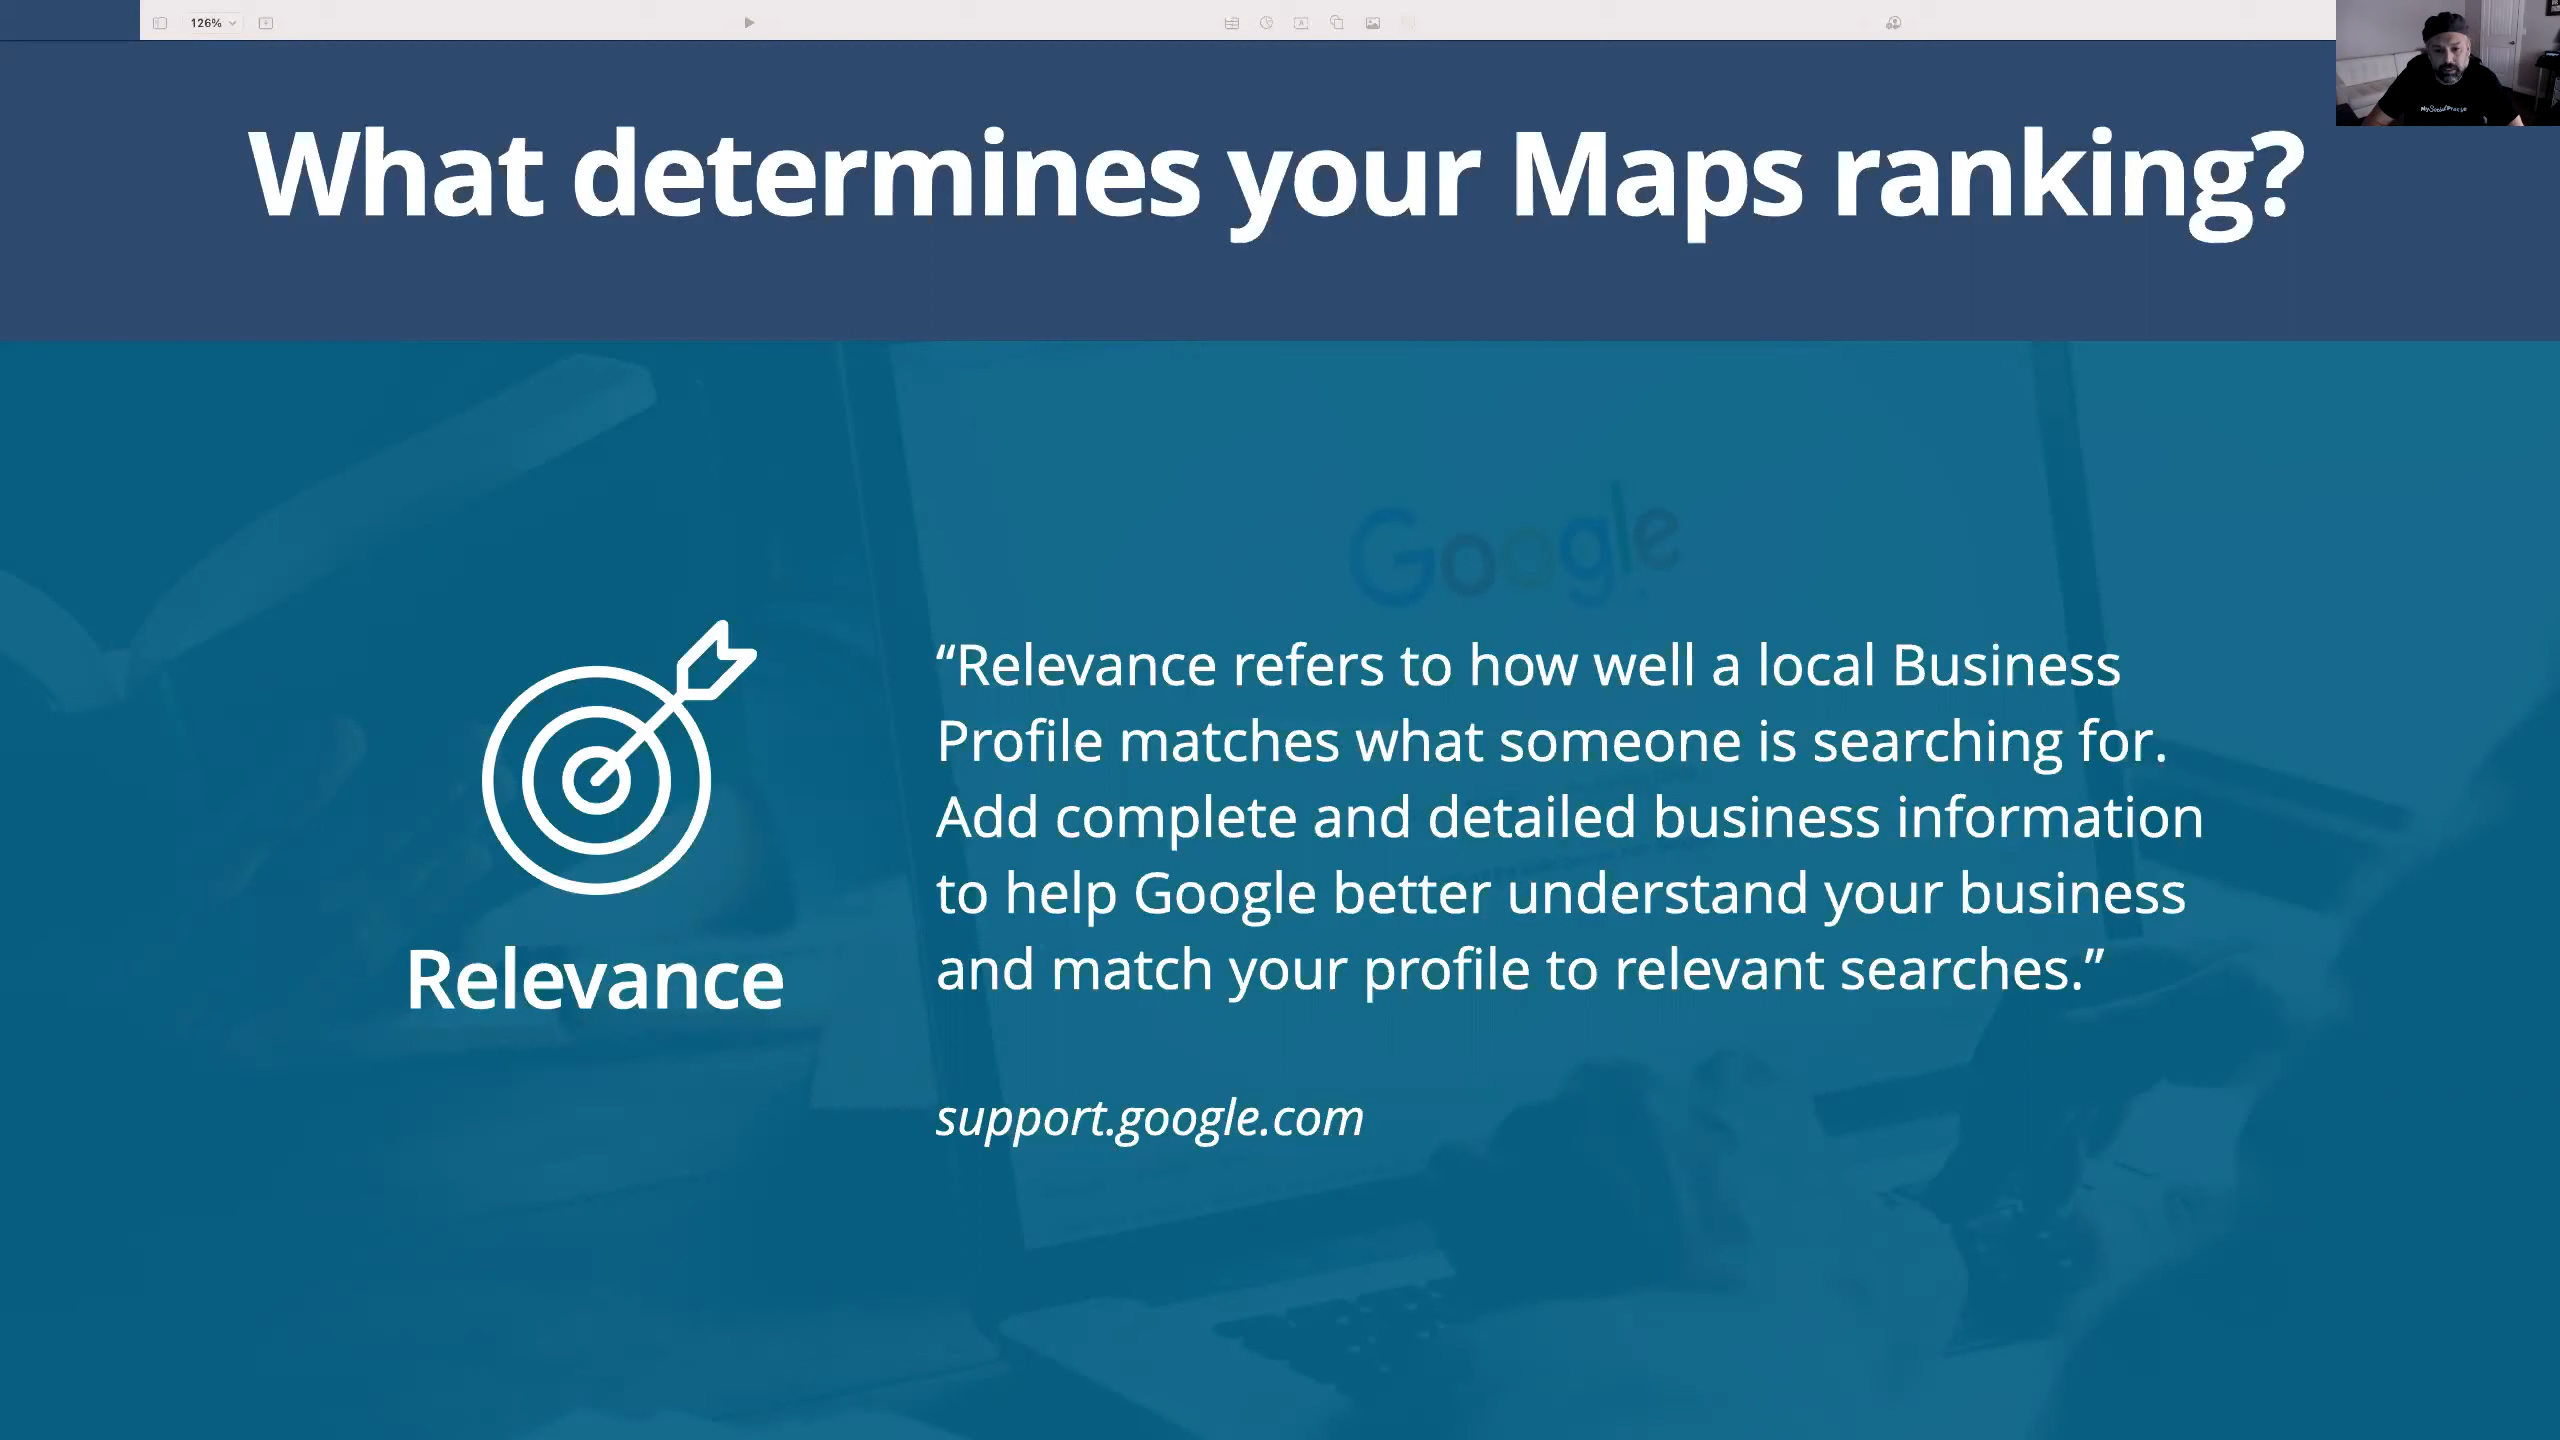 126%
What determines your Maps ranking?
Google
“Relevance refers to how well a local Business
Profile matches what someone is searching for.
Add complete and detailed business information
to help Google better understand your business
and match your profile to relevant searches.”
Relevance
support.google.com